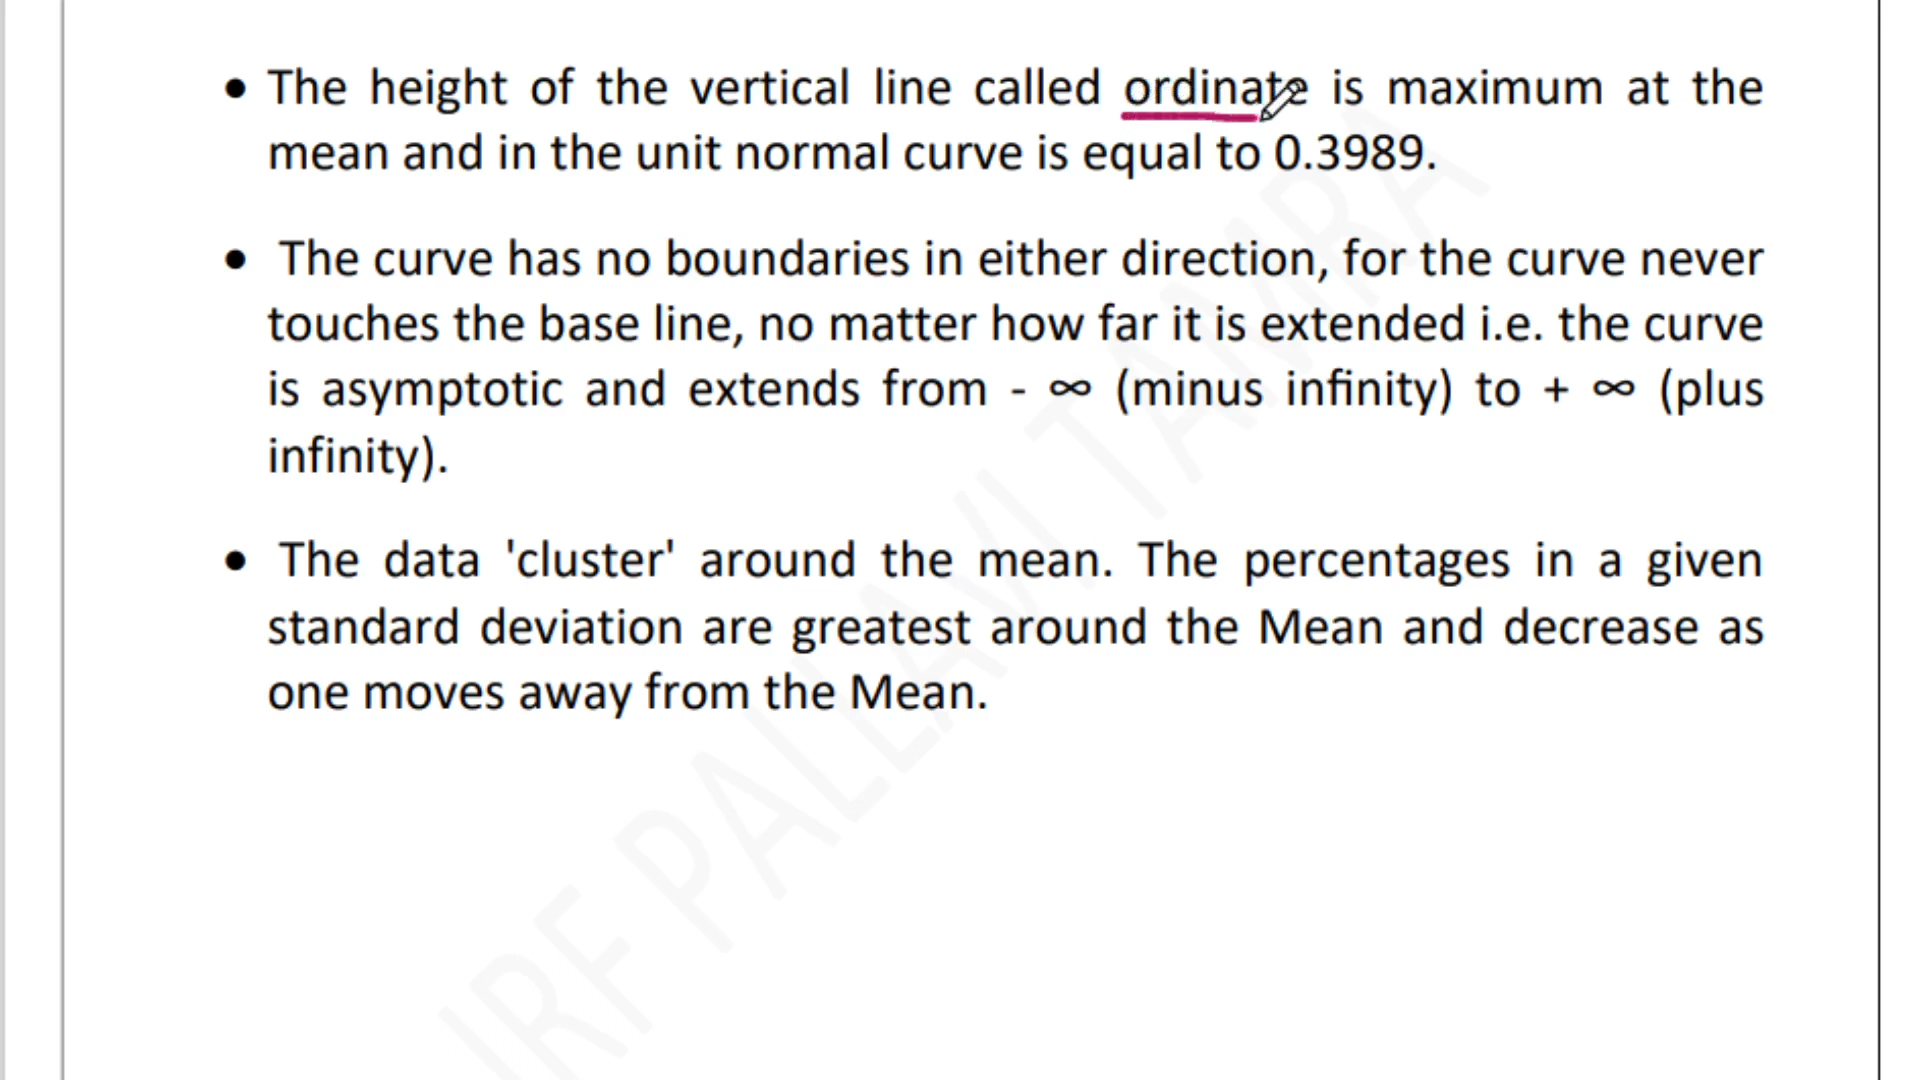 • The height of the vertical line called ordinate is maximum at the
mean and in the unit normal curve is equal to 0.3989.
• The curve has no boundaries in either direction, for the curve never
touches the base line, no matter how far it is extended i.e. the curve
is asymptotic and extends from - ∞ (minus infinity) to + ∞ (plus
infinity).
• The data 'cluster' around the mean. The percentages in a given
standard deviation are greatest around the Mean and decrease as
one moves away from the Mean.
JRF PALLAVI TAMRA